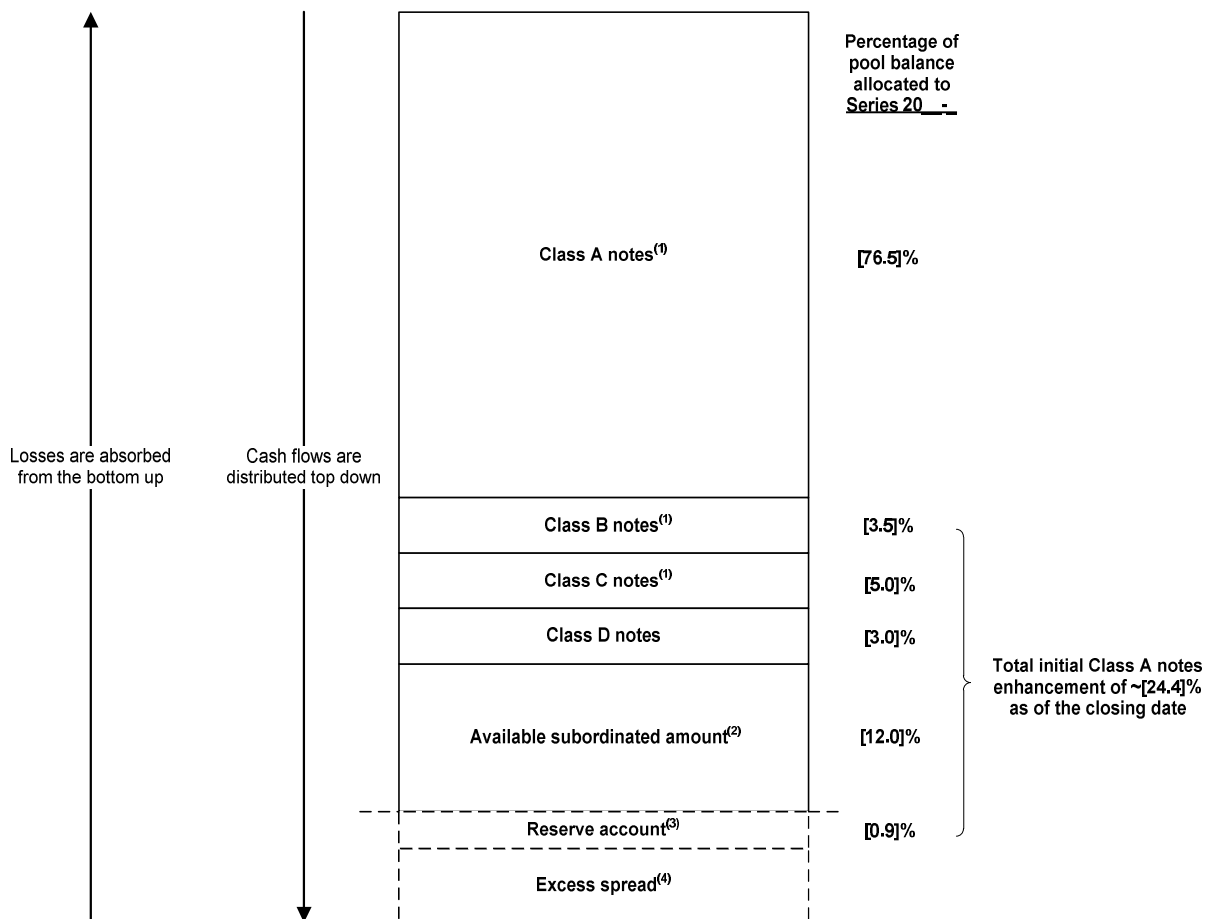 Percentage of
pool balance
allocated to
Series 20__-_
Class A notes(1)
[76.5]%
Losses are absorbed
from the bottom up
Cash flows are
distributed top down
Class B notes(1)
[3.5]%
Class C notes(1)
[5.0]%
Class D notes
[3.0]%
Total initial Class A notes
enhancement of ~[24.4]%
as of the closing date
Available subordinated amount(2)
[12.0]%
Reserve account(3)
[0.9]%
Excess spread(4)